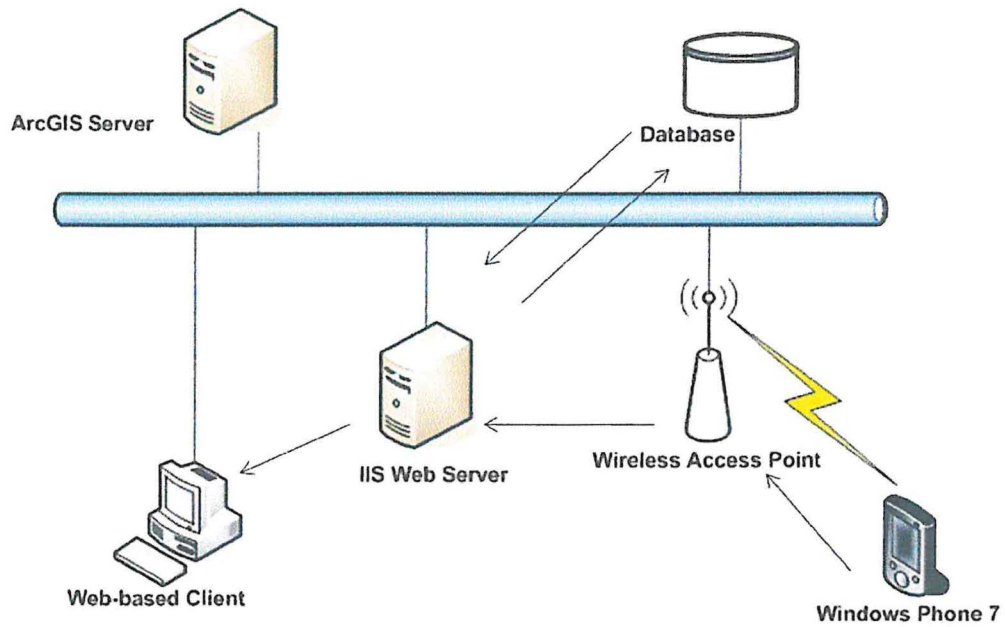 ArcGIS Server
Database
IIS Web Server
Wireless Access Point
Web-based Client
Windows Phone 7